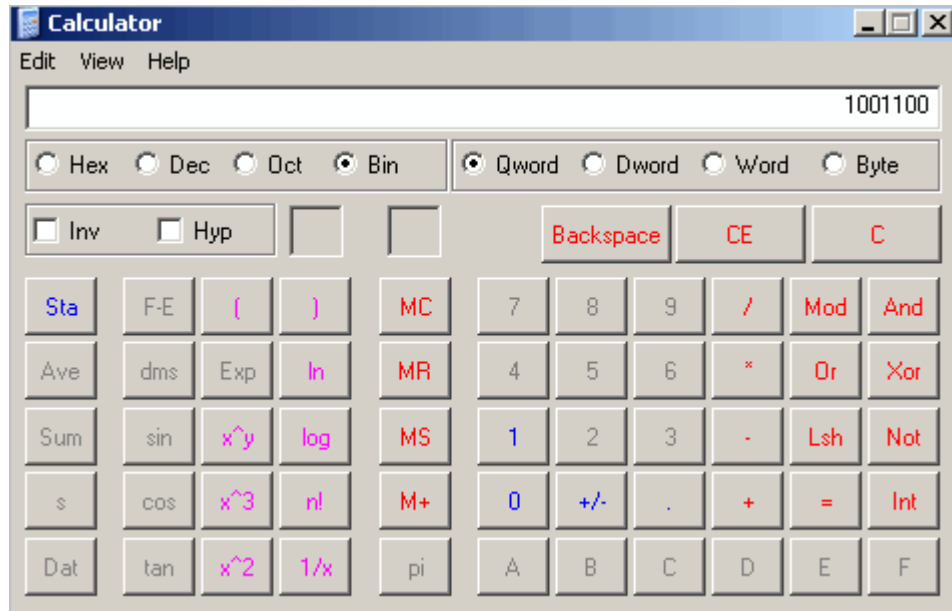 Calculator
Edit View Help
1001100
Hex Dec Oct Bin Qword Dword Word Byte
Inv Hyp Backspace CE C
Sta F-E ( ) MC 7 8 9 / Mod And
Ave dms Exp ln MR 4 5 6 * Or Xor
Sum sin x^y log MS 1 2 3 - Lsh Not
s cos x^3 n! M+ 0 +/- . + = Int
Dat tan x^2 1/x pi A B C D E F